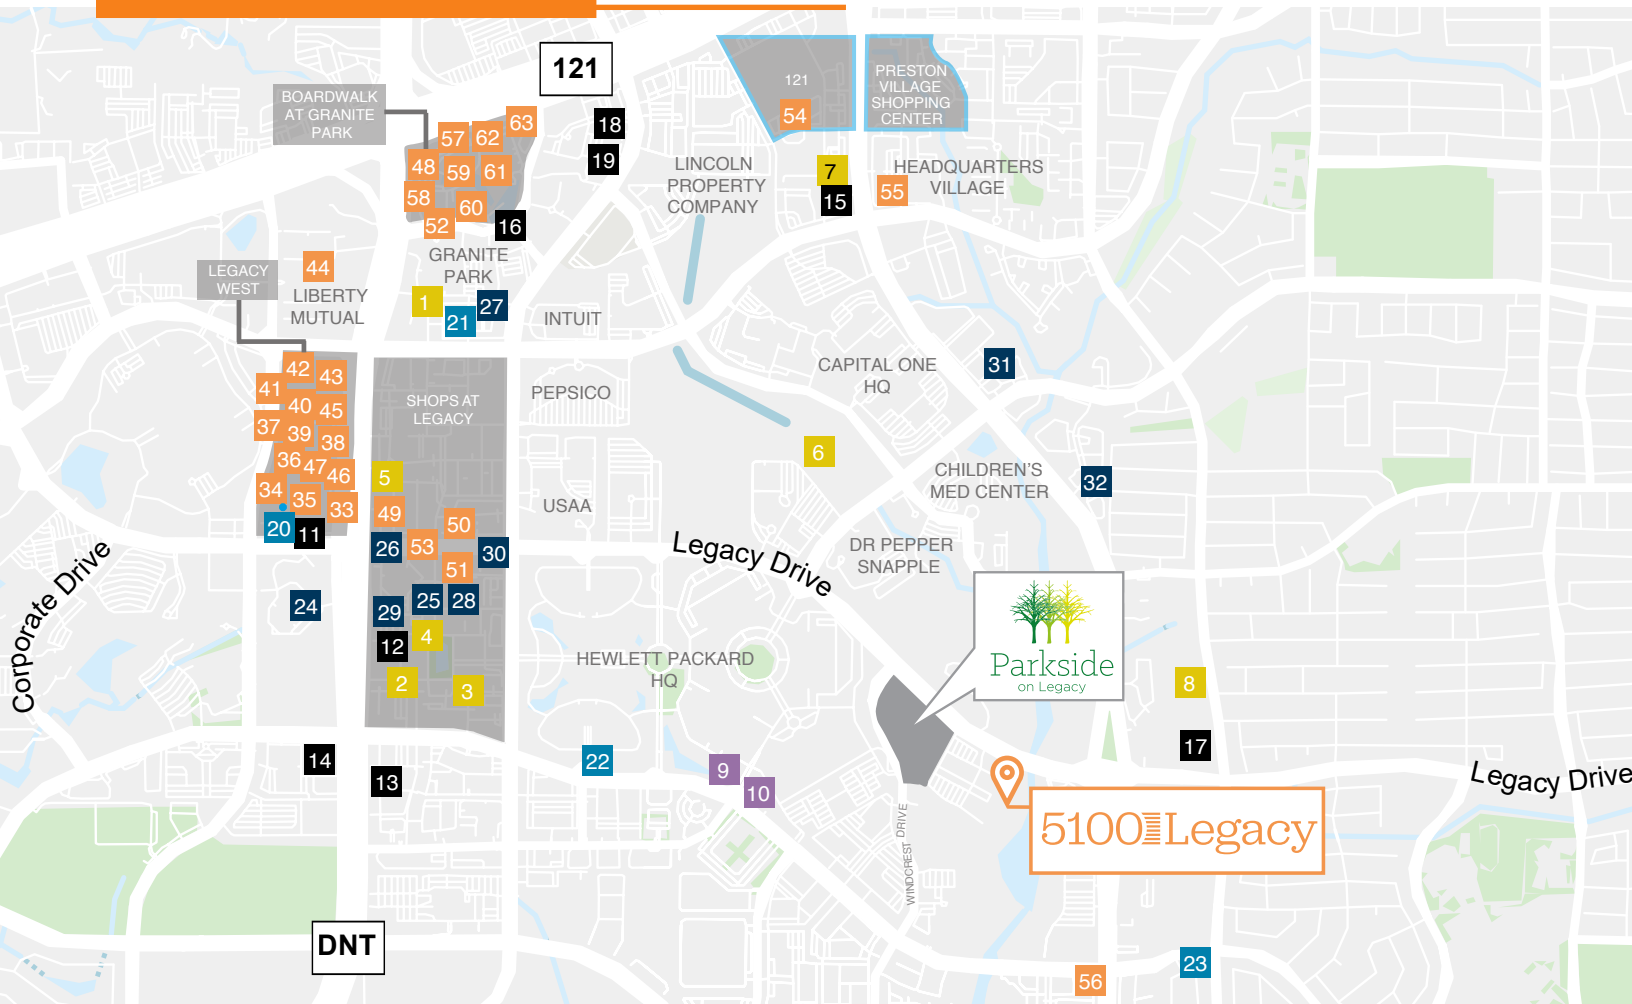 121
BOARDWALK
AT GRANITE
PARK
63
57
62
48
59
61
58
60
52
16
18
19
121
54
PRESTON
VILLAGE
SHOPPING
CENTER
LINCOLN
PROPERTY
COMPANY
7
15
55
HEADQUARTERS
VILLAGE
GRANITE
PARK
LEGACY
WEST
44
LIBERTY
MUTUAL
1
21
27
INTUIT
42
43
41
40
45
37
39
38
36
47
46
34
35
33
20
11
SHOPS AT
LEGACY
PEPSICO
CAPITAL ONE
HQ
31
6
5
49
50
USAA
CHILDREN'S
MED CENTER
32
26
53
30
51
Legacy Drive
DR PEPPER
SNAPPLE
Corporate Drive
24
29
25
28
12
4
2
3
HEWLETT PACKARD
HQ
Parkside
on Legacy
8
17
14
13
22
9
10
Legacy Drive
5100 Legacy
WINDCREST DRIVE
DNT
56
23